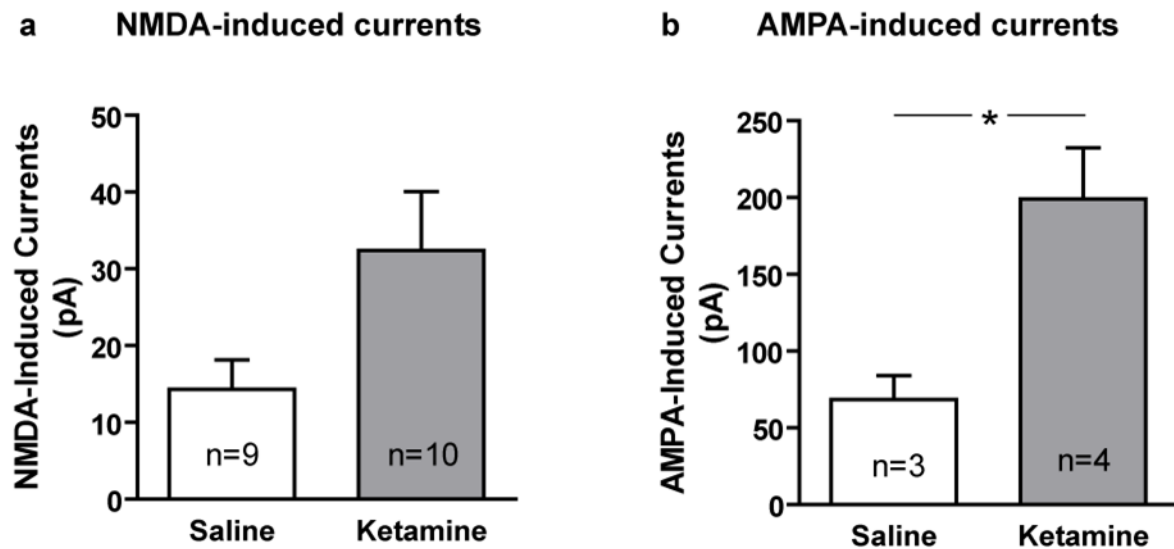 a NMDA-induced currents
NMDA-Induced Currents
(pA)
50
40
30
20
10
0
n=9
n=10
Saline
Ketamine
b AMPA-induced currents
AMPA-Induced Currents
(pA)
250
200
150
100
50
0
*
n=3
n=4
Saline
Ketamine